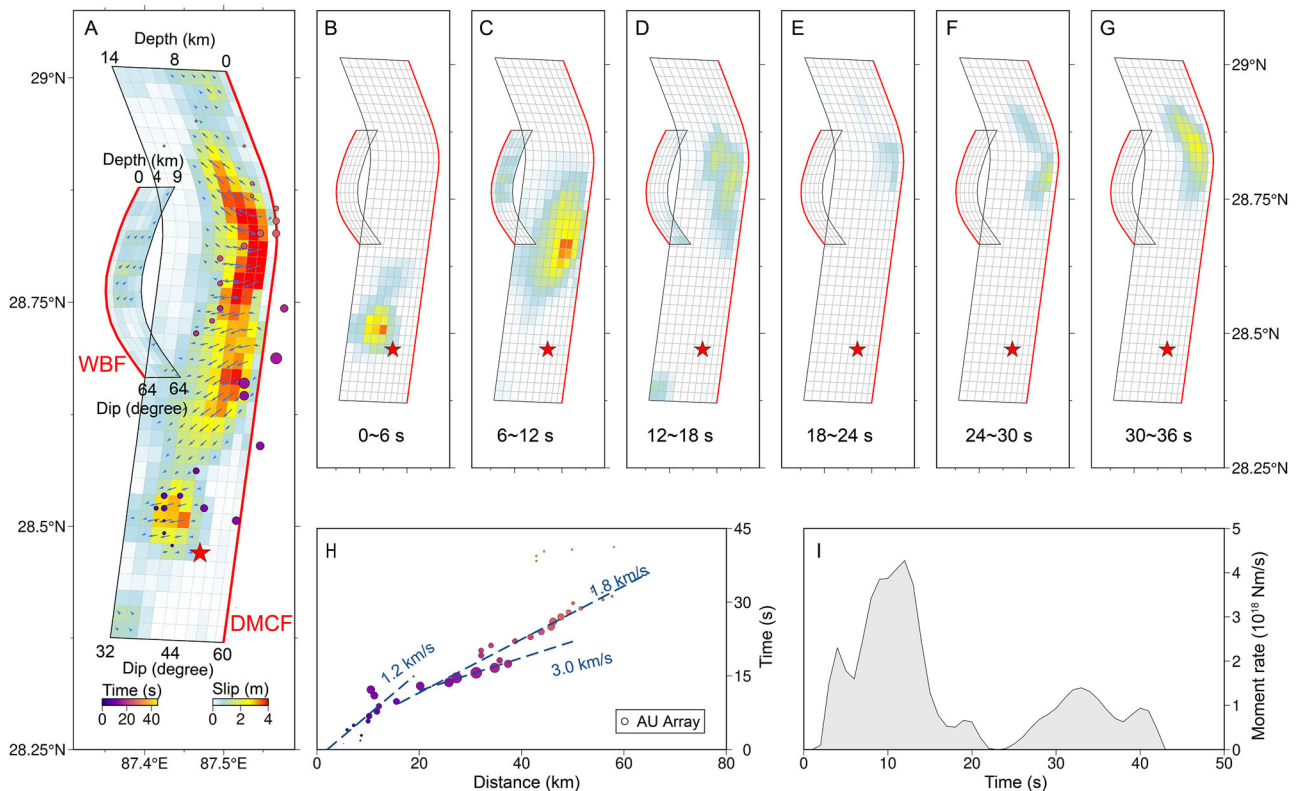 A
Depth (km)
14 8 0
29°N
Depth (km)
0 4 9
28.75°N
WBF
64 64
Dip (degree)
28.5°N
DMCF
32 44 60
Dip (degree)
Time (s) Slip (m)
0 20 40 0 2 4
28.25°N
87.4°E 87.5°E
B
0~6 s
C
6~12 s
D
12~18 s
E
18~24 s
F
24~30 s
G
30~36 s
29°N
28.75°N
28.5°N
28.25°N
H
1.2 km/s
1.8 km/s
3.0 km/s
AU Array
0 20 40 60 80
Distance (km)
45
30
15
0
Time (s)
I
0 10 20 30 40 50
Time (s)
5
4
3
2
1
0
Moment rate (10¹⁸ Nm/s)